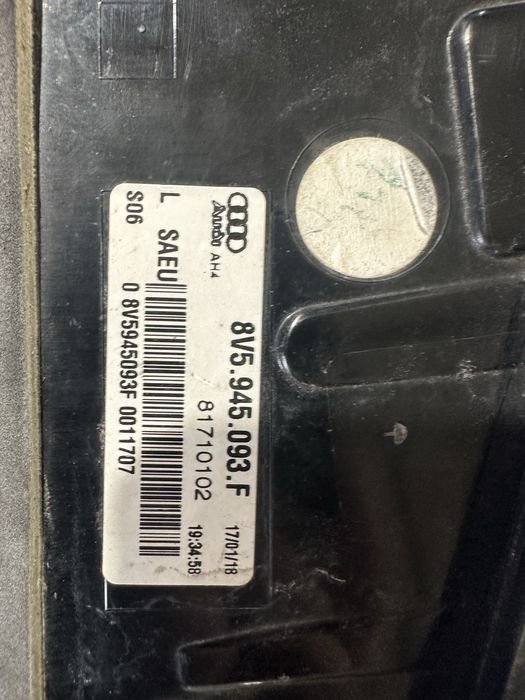 Audi AH4
8V5.945.093.F
17/01/18
81710102
19:34:58
L SAEU
S06
0 8V5945093F 0011707